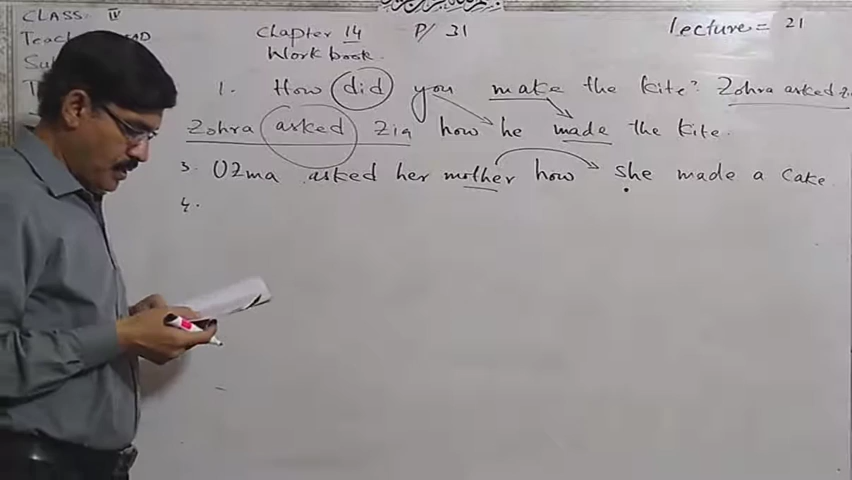 CLASS: IV
Chapter 14 P/ 31
Lecture = 21
Work book.
1. How did you make the kite? Zohra asked
Zohra asked Zia how he made the kite.
3. Uzma asked her mother how she made a cake
4.